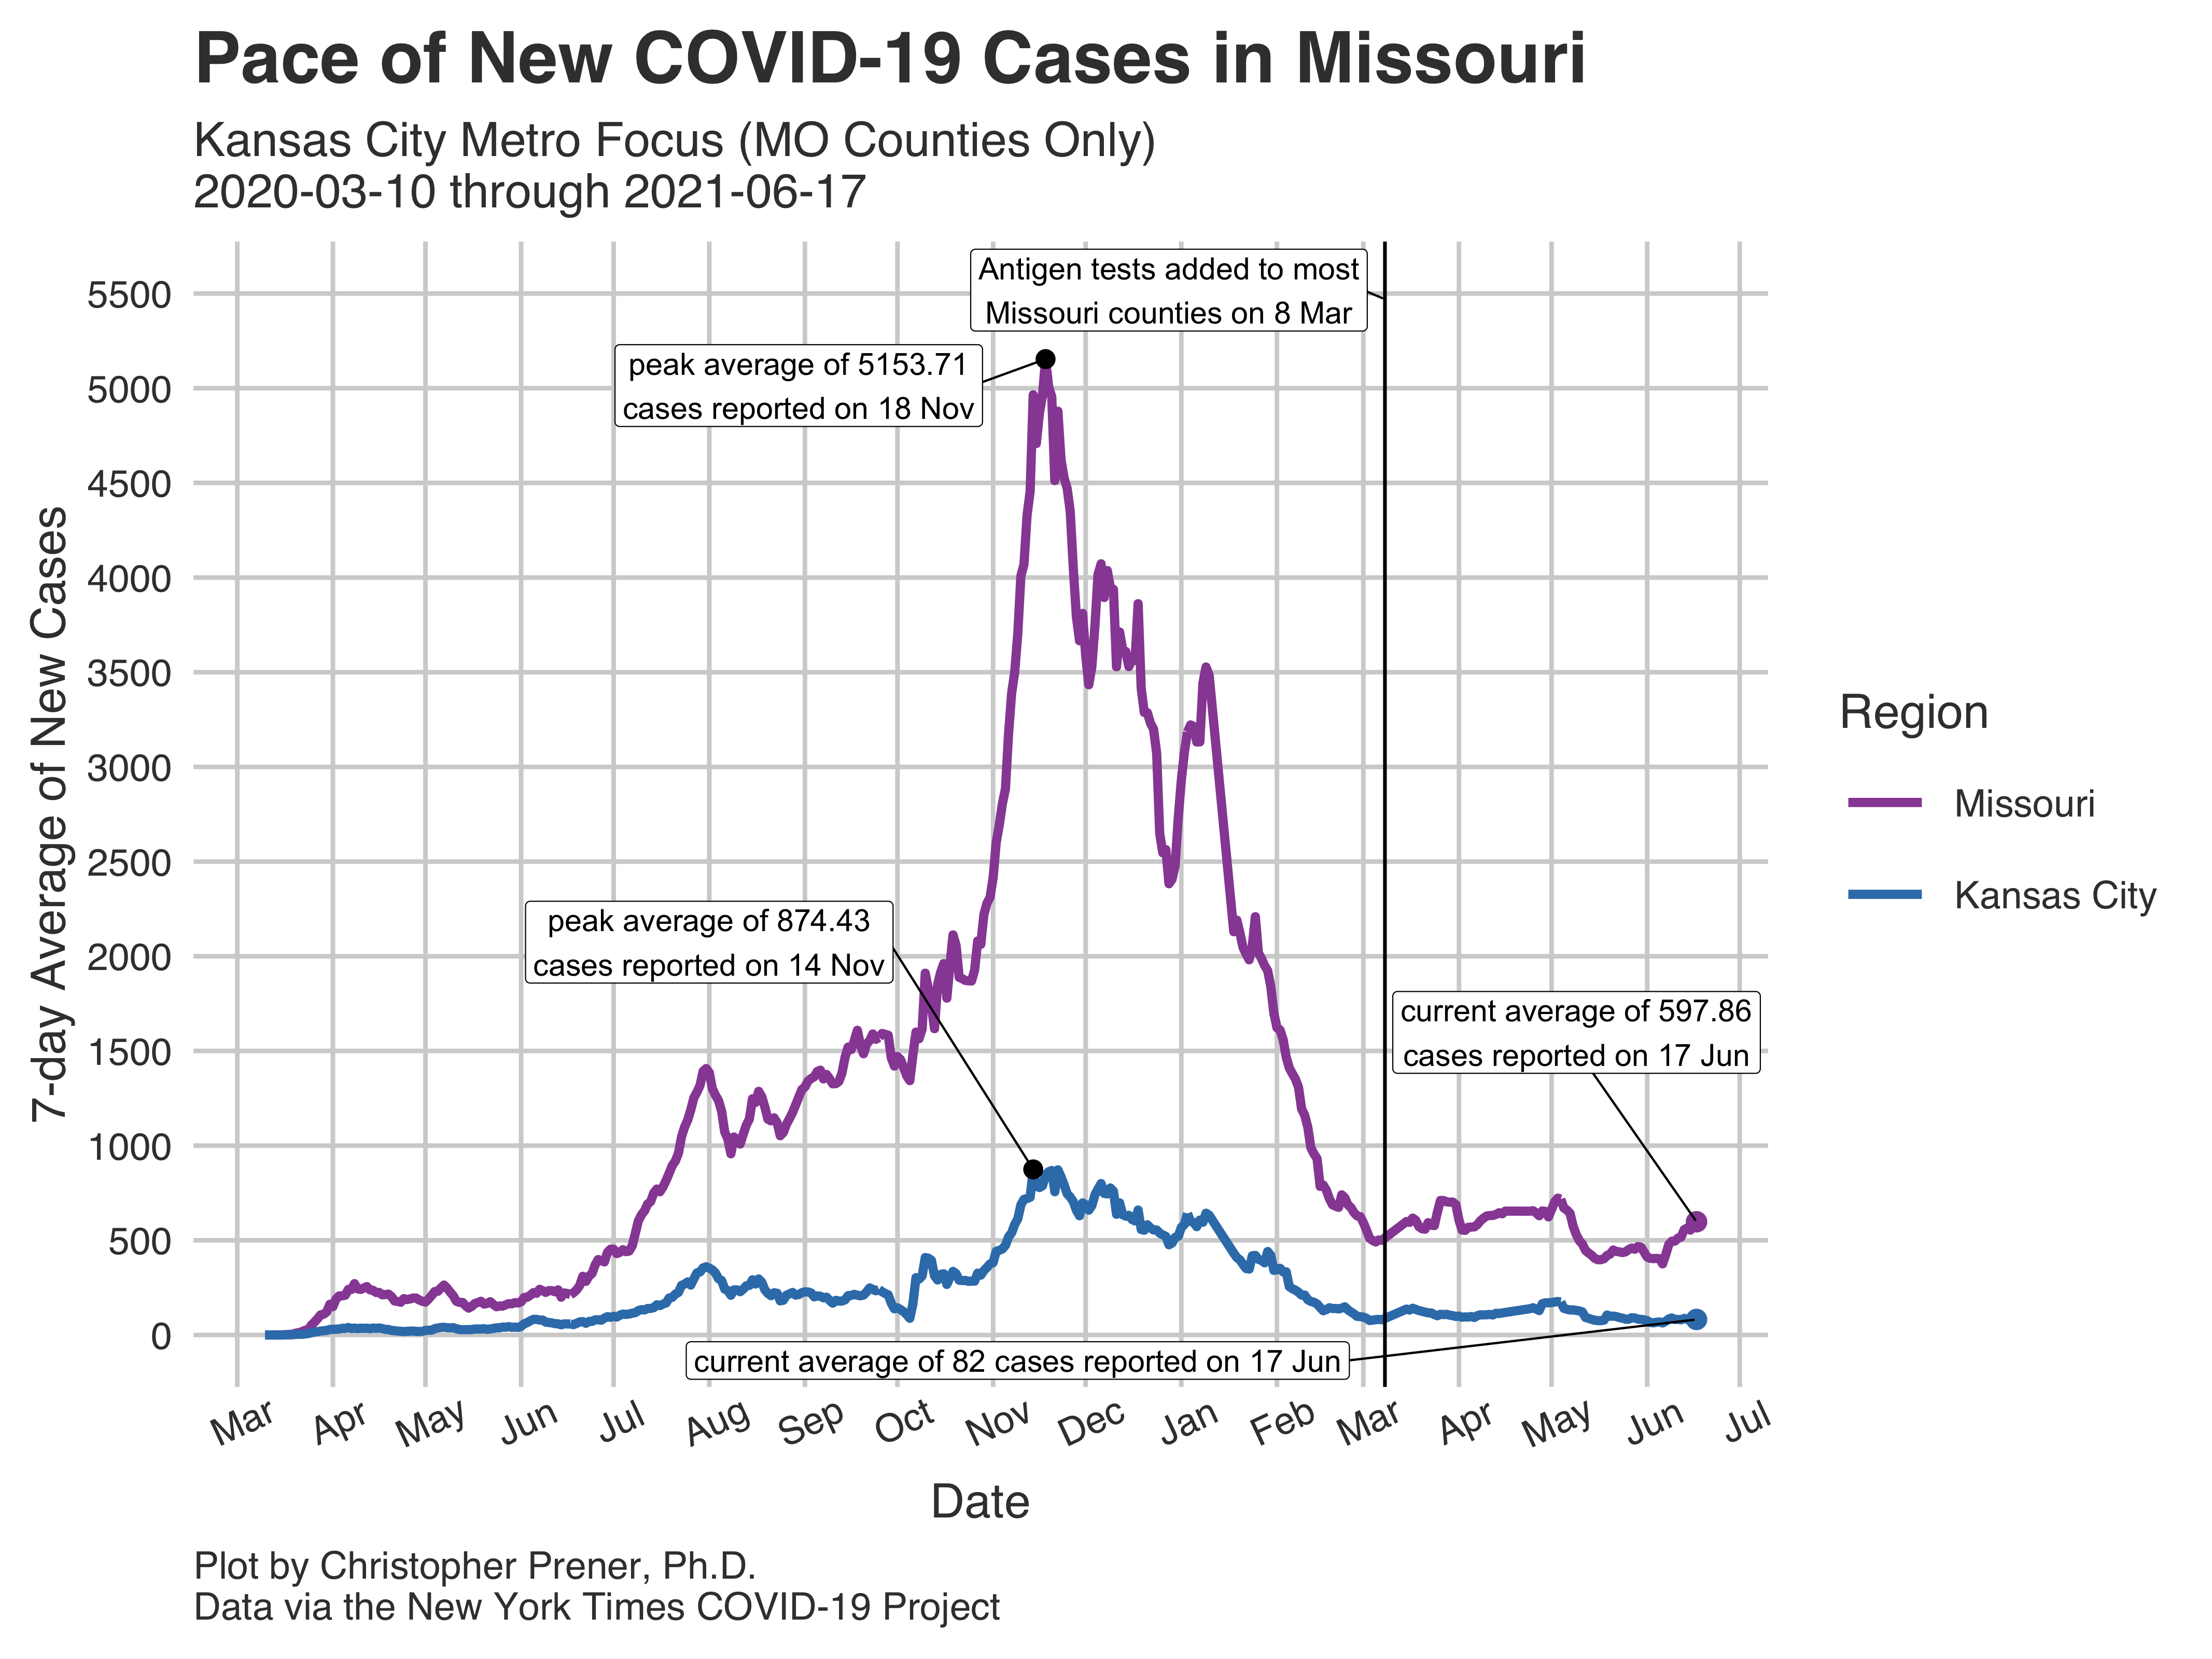 Pace of New COVID-19 Cases in Missouri
Kansas City Metro Focus (MO Counties Only)
2020-03-10 through 2021-06-17
Antigen tests added to most
Missouri counties on 8 Mar
peak average of 5153.71
cases reported on 18 Nov
peak average of 874.43
cases reported on 14 Nov
current average of 597.86
cases reported on 17 Jun
current average of 82 cases reported on 17 Jun
7-day Average of New Cases
5500
5000
4500
4000
3500
3000
2500
2000
1500
1000
500
0
Mar Apr May Jun Jul Aug Sep Oct Nov Dec Jan Feb Mar Apr May Jun Jul
Date
Region
Missouri
Kansas City
Plot by Christopher Prener, Ph.D.
Data via the New York Times COVID-19 Project